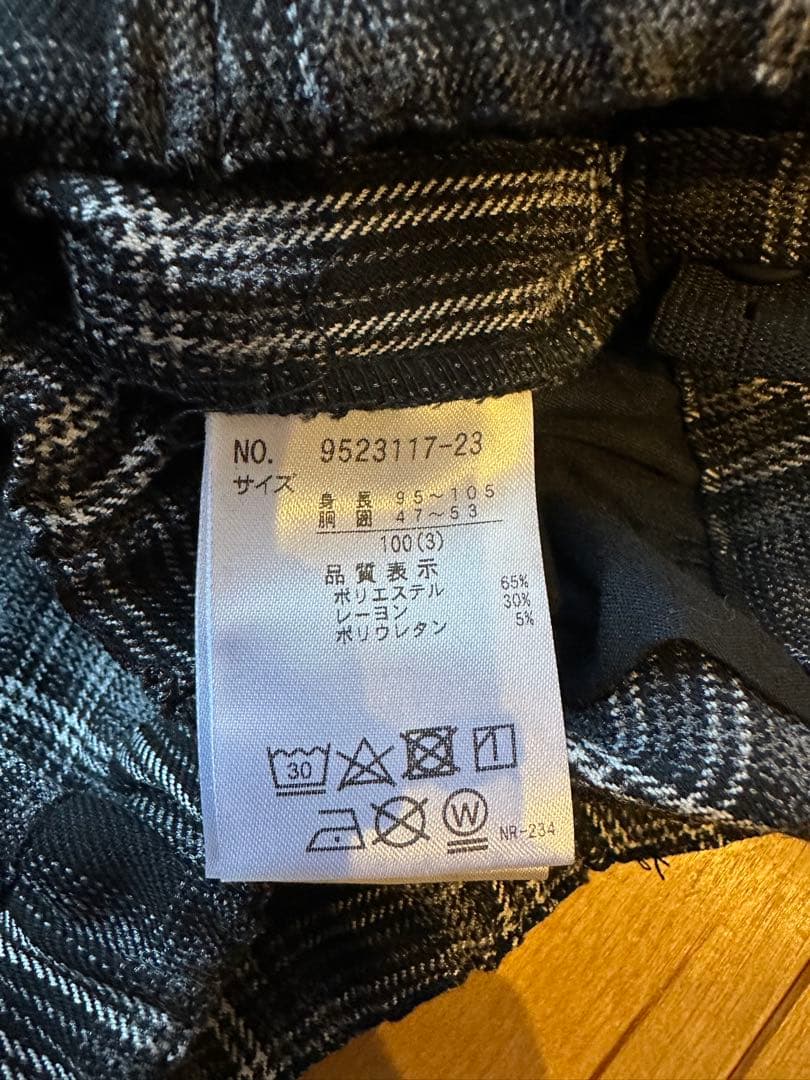 NO. 9523117-23
サイズ
身長 95～105
胴囲 47～53
100(3)
品質表示
ポリエステル 65%
レーヨン 30%
ポリウレタン 5%
30
W
NR-234